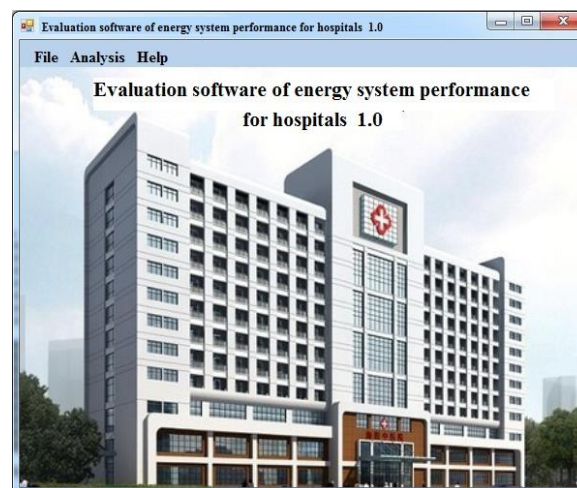 Evaluation software of energy system performance for hospitals 1.0
File Analysis Help
Evaluation software of energy system performance
for hospitals 1.0